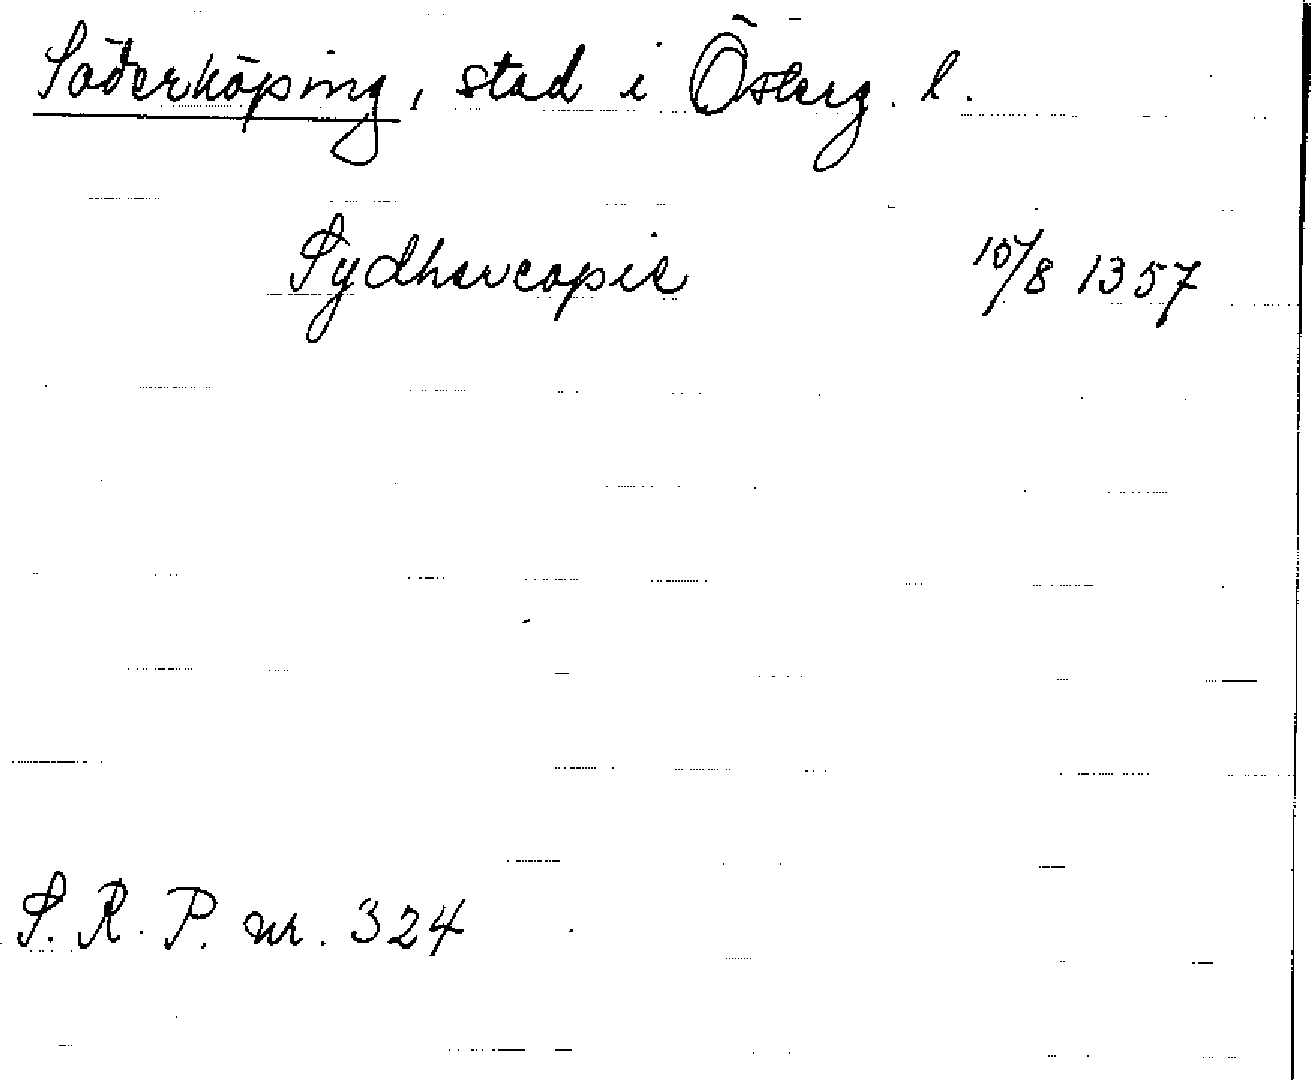 Söderköping, stad i Österg. l.
Sydhercopie 10/8 1357
S. R. P. nr. 324